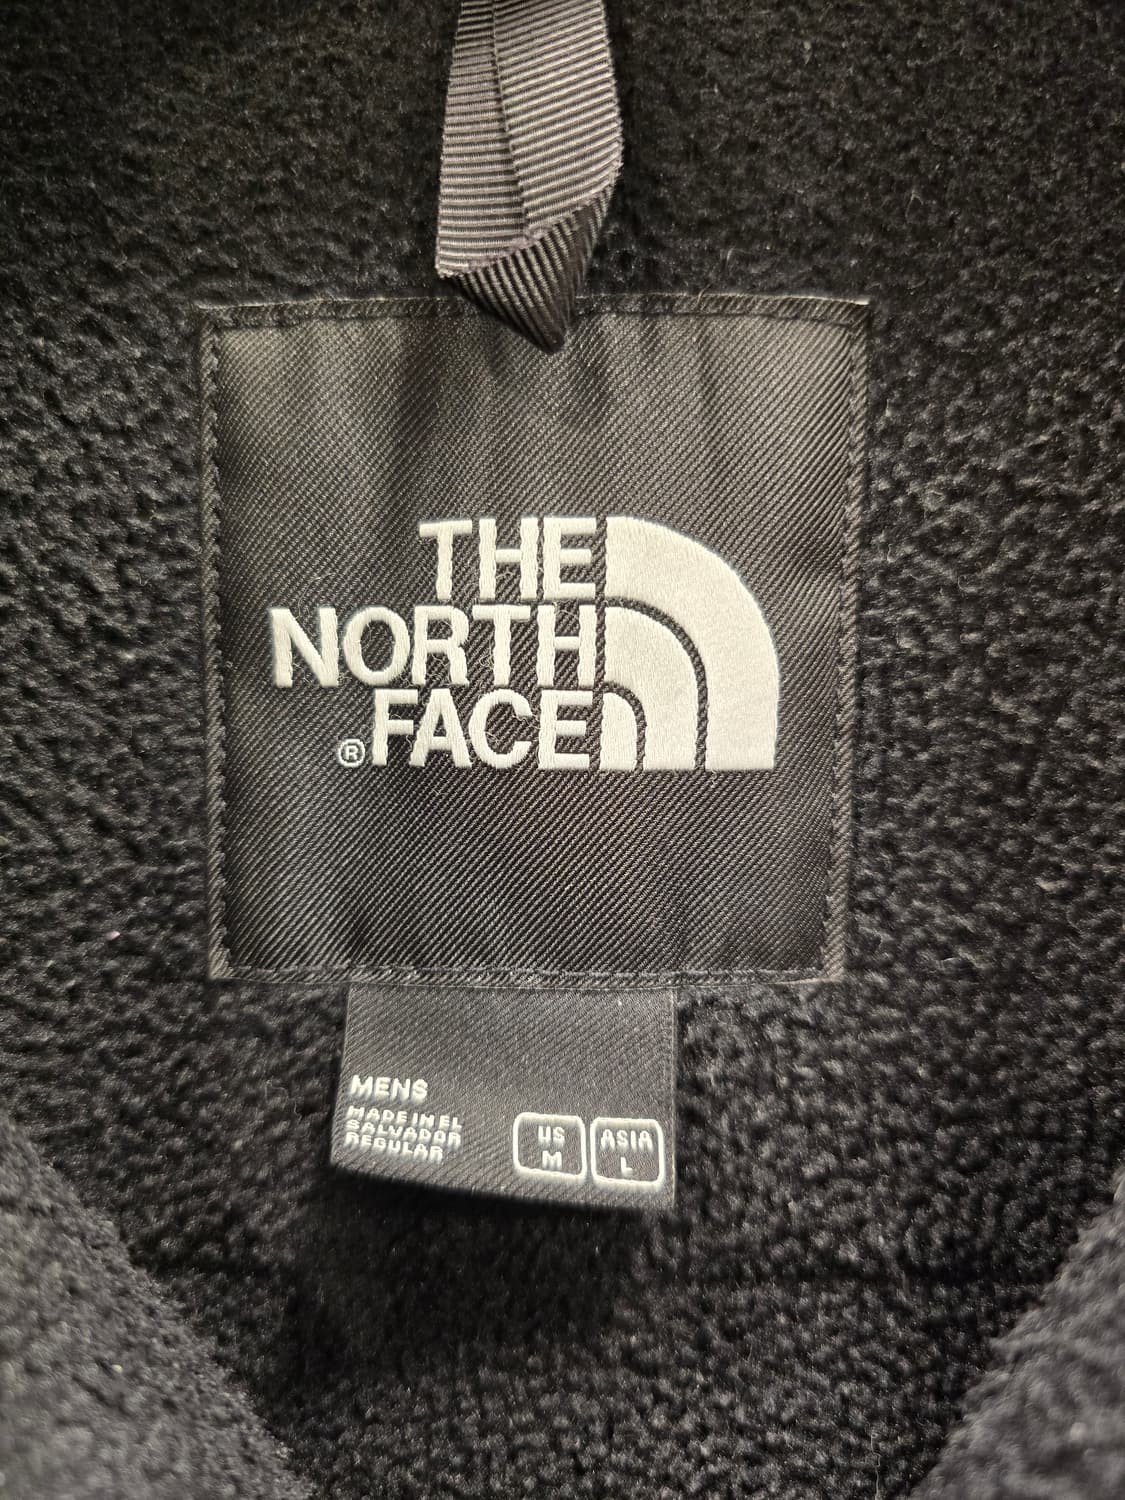 THE
NORTH
®FACE
MENS
MADE IN EL
SALVADOR
REGULAR
US
M
ASIA
L